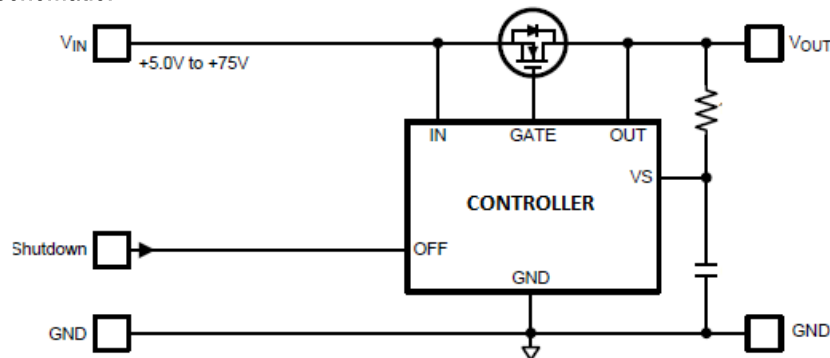 VIN
+5.0V to +75V
VOUT
IN
GATE
OUT
VS
CONTROLLER
Shutdown
OFF
GND
GND
GND